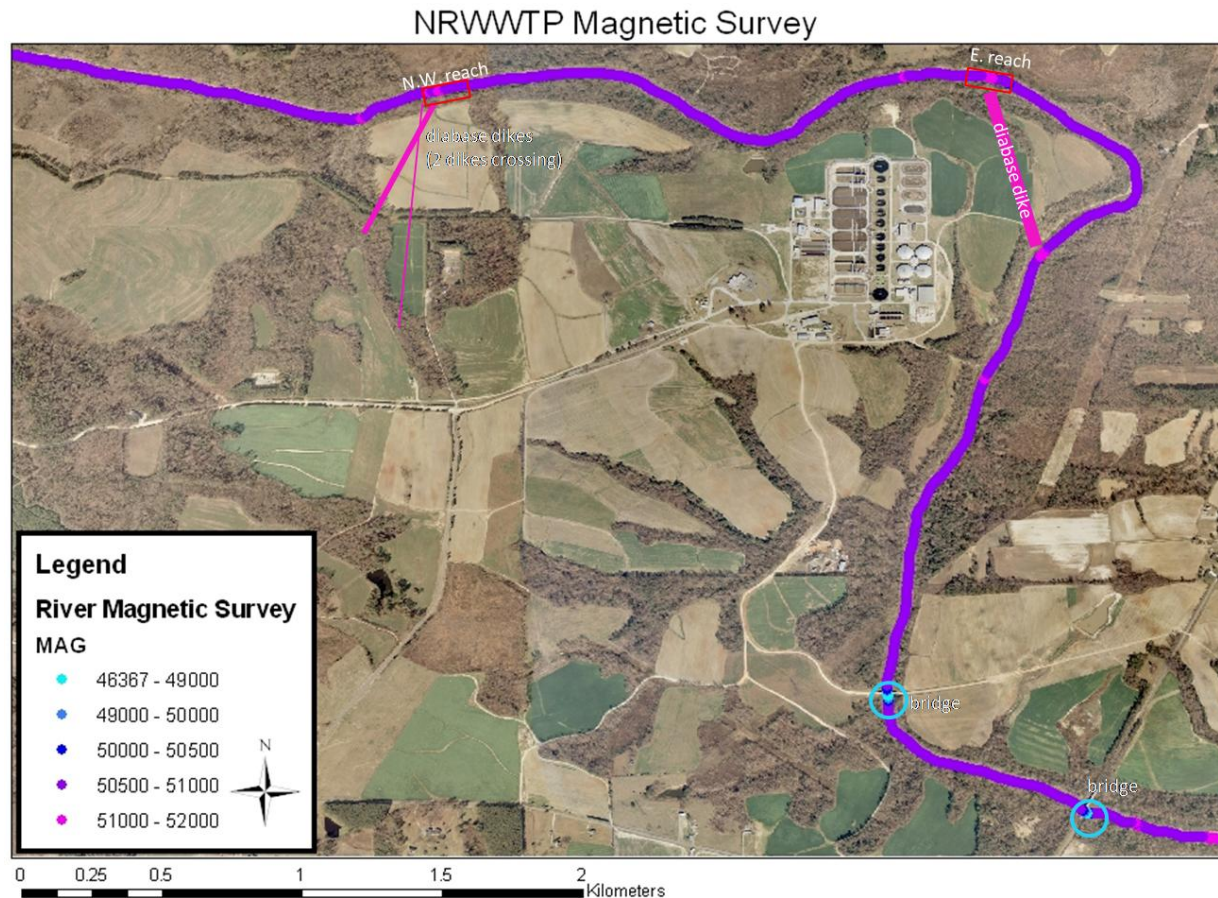 NRWWTP Magnetic Survey
N.W. reach
E. reach
diabase dikes
(2 dikes crossing)
diabase dike
bridge
bridge
Legend
River Magnetic Survey
MAG
46367 - 49000
49000 - 50000
50000 - 50500
50500 - 51000
51000 - 52000
N
0 0.25 0.5 1 1.5 2
Kilometers